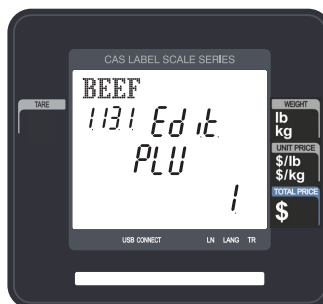 CAS LABEL SCALE SERIES
BEEF
1131 Edit
PLU
1
TARE
WEIGHT
lb
kg
UNIT PRICE
$/lb
$/kg
TOTAL PRICE
$
USB CONNECT LN LANG TR